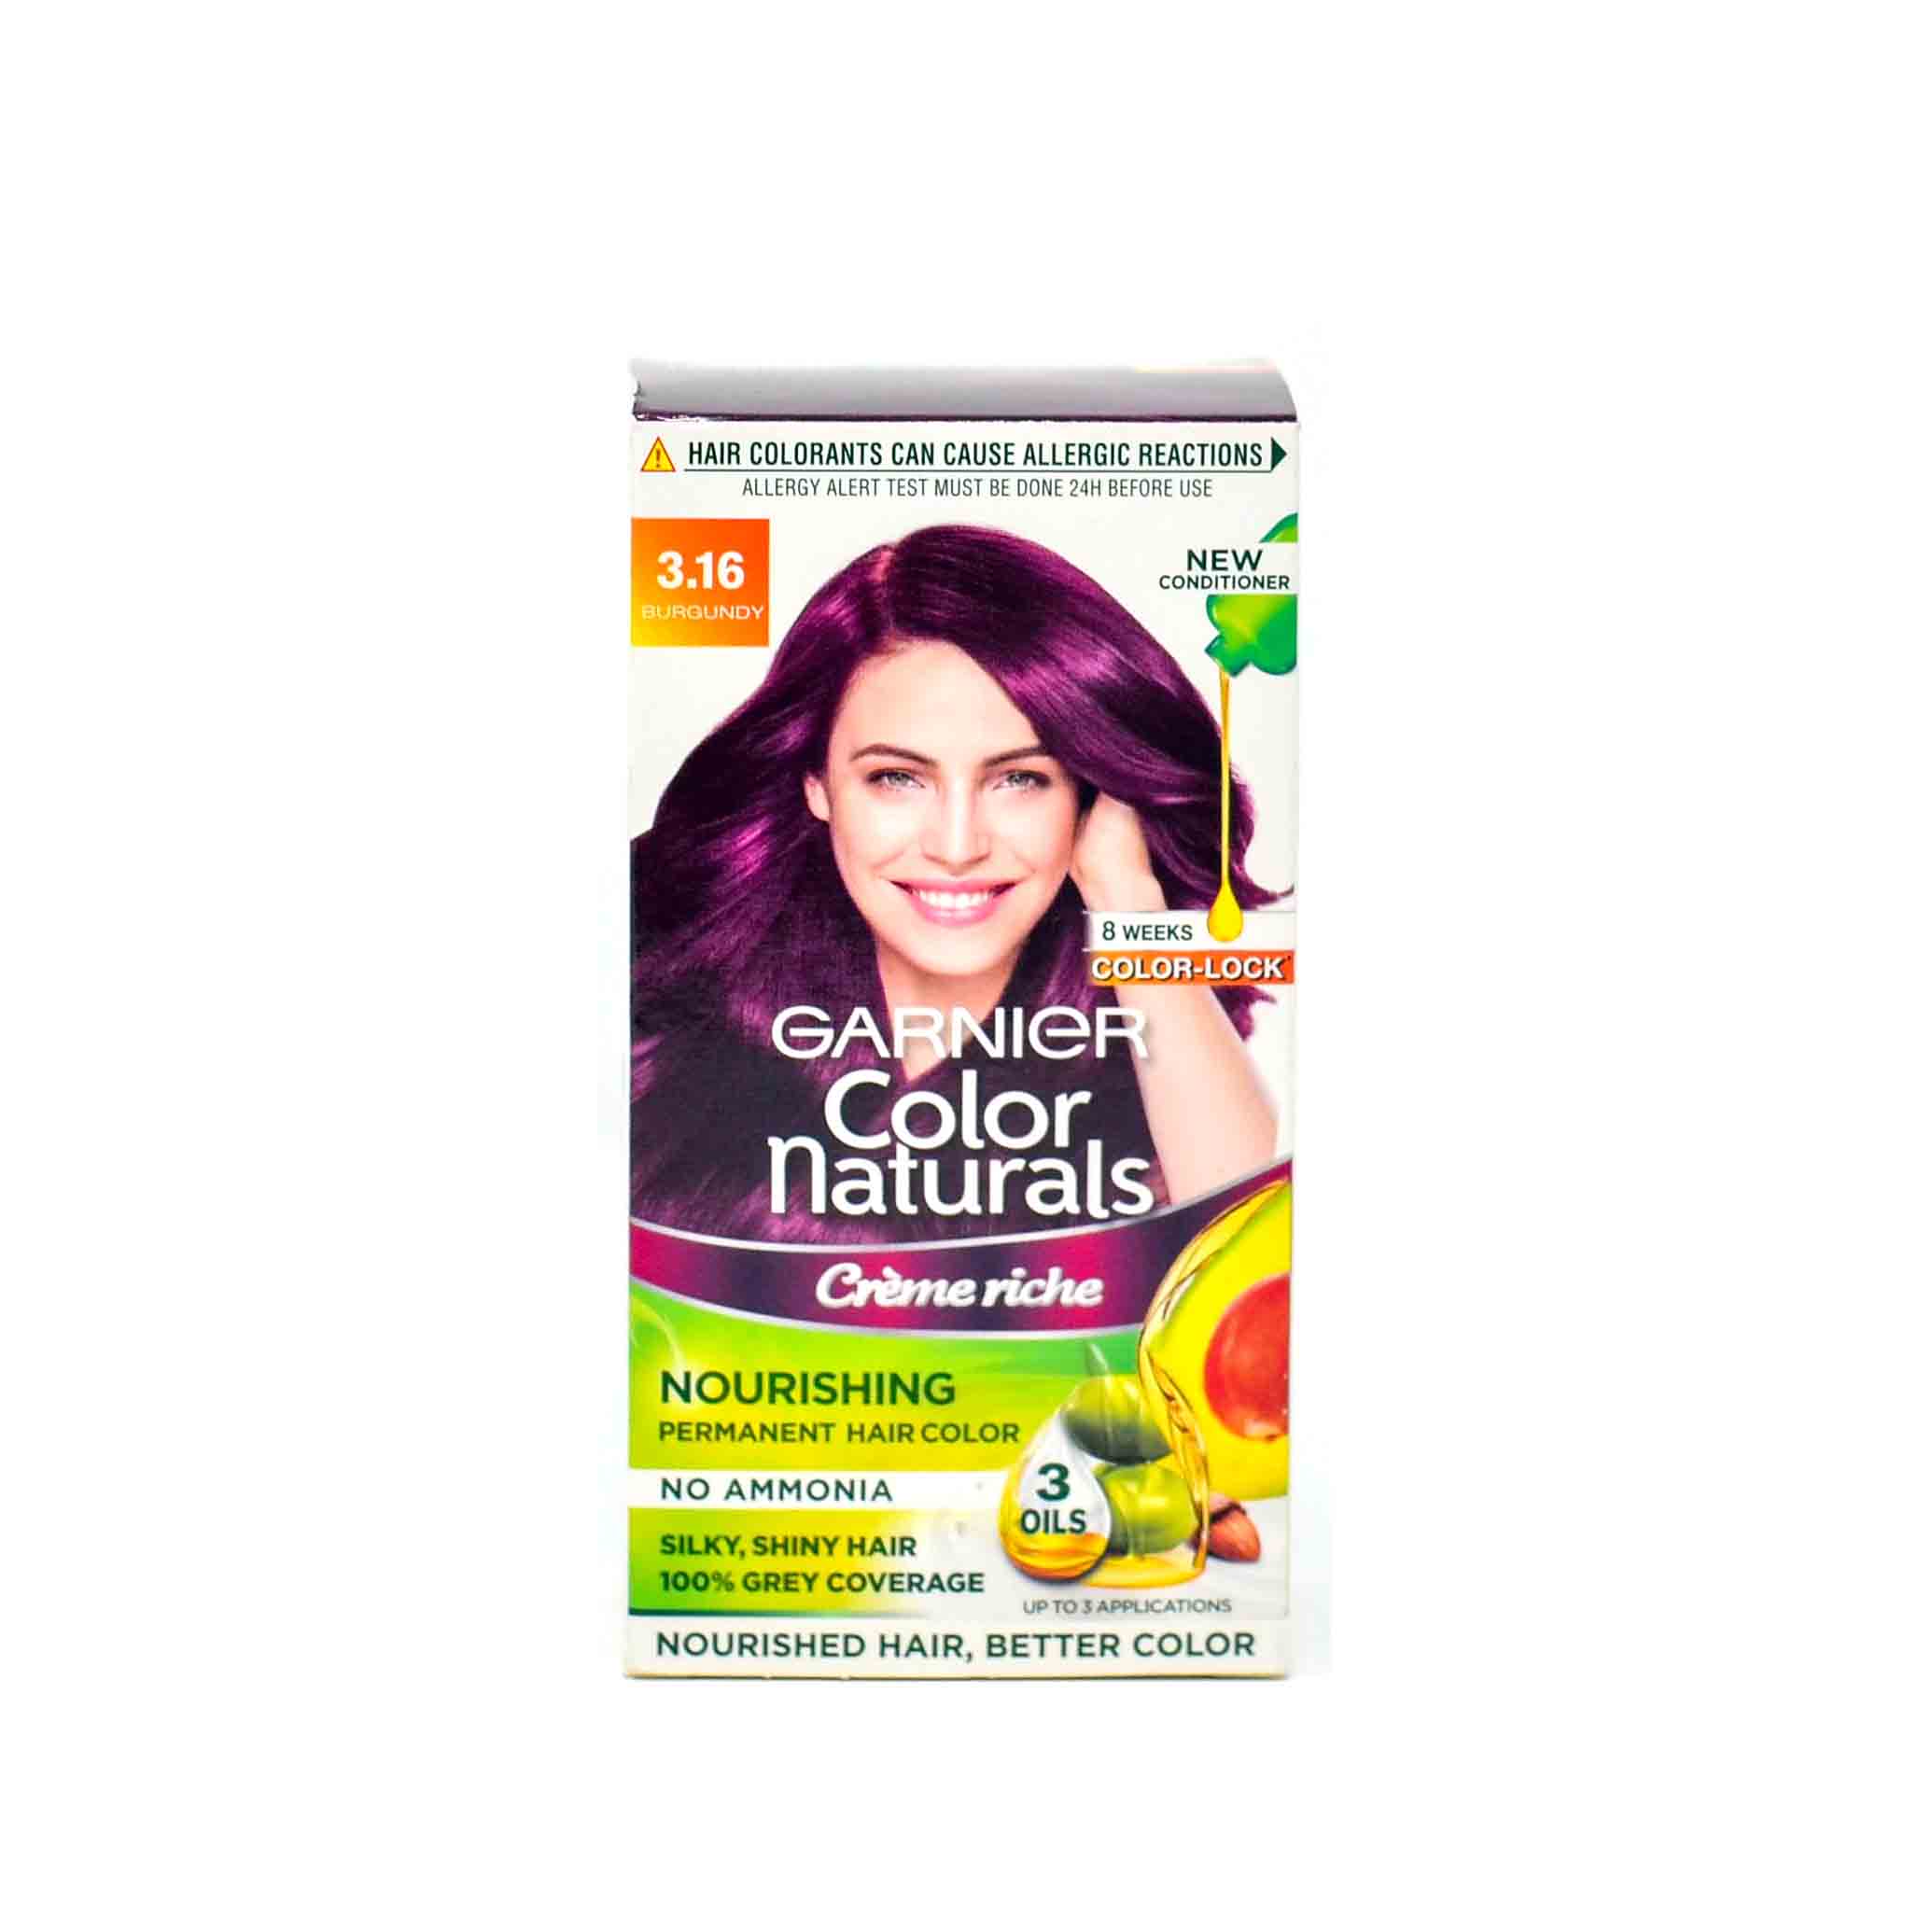 HAIR COLORANTS CAN CAUSE ALLERGIC REACTIONS
ALLERGY ALERT TEST MUST BE DONE 24H BEFORE USE
3.16
BURGUNDY
NEW
CONDITIONER
8 WEEKS
COLOR-LOCK
GARNIER
Color
Naturals
Crème riche
NOURISHING
PERMANENT HAIR COLOR
NO AMMONIA
3
OILS
SILKY, SHINY HAIR
100% GREY COVERAGE
UP TO 3 APPLICATIONS
NOURISHED HAIR, BETTER COLOR